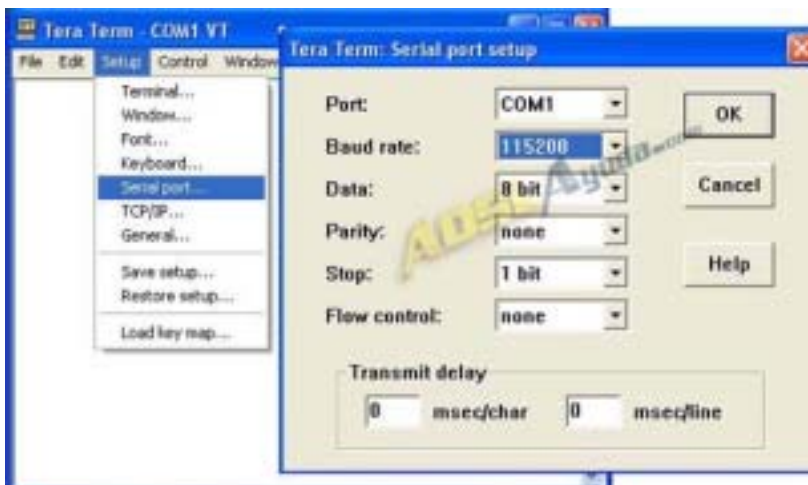 Tera Term - COM1 VT
File Edit Setup Control Window
Terminal...
Window...
Font...
Keyboard...
Serial port...
TCP/IP...
General...
Save setup...
Restore setup...
Load key map...
Tera Term: Serial port setup
Port: COM1
Baud rate: 115200
Data: 8 bit
Parity: none
Stop: 1 bit
Flow control: none
OK
Cancel
Help
Transmit delay
0 msec/char 0 msec/line
ADSLAyuda.com